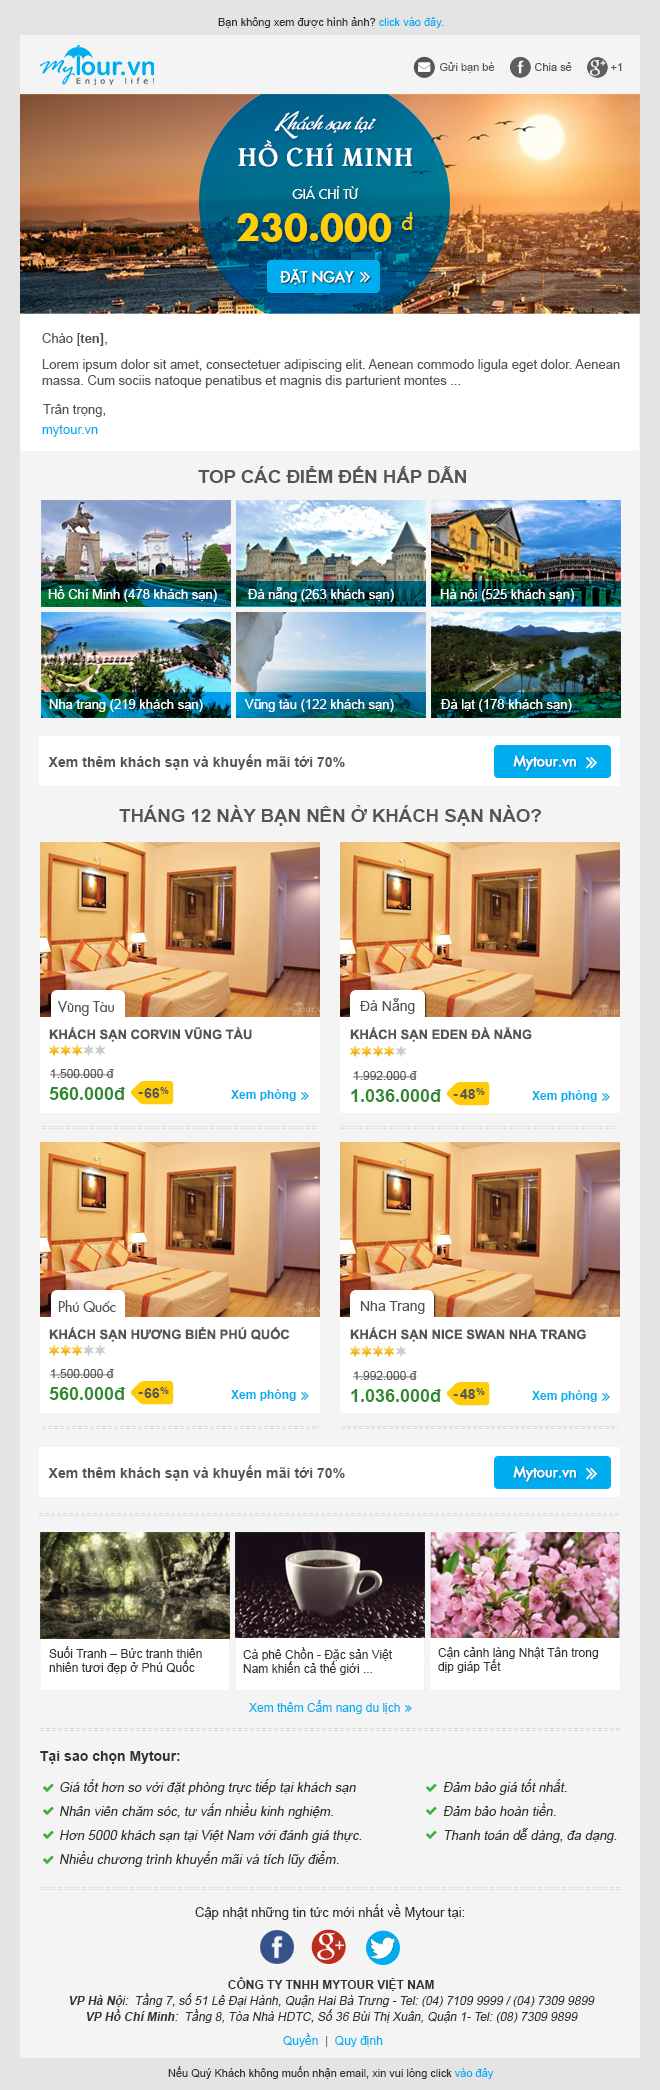 Bạn không xem được hình ảnh? click vào đây.
MyTour.vn
Enjoy life!
Gửi bạn bè
Chia sẻ
+1
Khách sạn tại
HỒ CHÍ MINH
GIÁ CHỈ TỪ
230.000 đ
ĐẶT NGAY »
Chào [ten],
Lorem ipsum dolor sit amet, consectetuer adipiscing elit. Aenean commodo ligula eget dolor. Aenean
massa. Cum sociis natoque penatibus et magnis dis parturient montes ...
Trân trọng,
mytour.vn
TOP CÁC ĐIỂM ĐẾN HẤP DẪN
Hồ Chí Minh (478 khách sạn)
Đà nẵng (263 khách sạn)
Hà nội (525 khách sạn)
Nha trang (219 khách sạn)
Vũng tàu (122 khách sạn)
Đà lạt (178 khách sạn)
Xem thêm khách sạn và khuyến mãi tới 70%
Mytour.vn »
THÁNG 12 NÀY BẠN NÊN Ở KHÁCH SẠN NÀO?
Vũng Tàu
KHÁCH SẠN CORVIN VŨNG TÀU
1.500.000 đ
560.000đ
-66%
Xem phòng »
Đà Nẵng
KHÁCH SẠN EDEN ĐÀ NẴNG
1.992.000 đ
1.036.000đ
-48%
Xem phòng »
Phú Quốc
KHÁCH SẠN HƯƠNG BIỂN PHÚ QUỐC
1.500.000 đ
560.000đ
-66%
Xem phòng »
Nha Trang
KHÁCH SẠN NICE SWAN NHA TRANG
1.992.000 đ
1.036.000đ
-48%
Xem phòng »
Xem thêm khách sạn và khuyến mãi tới 70%
Mytour.vn »
Suối Tranh – Bức tranh thiên
nhiên tươi đẹp ở Phú Quốc
Cà phê Chồn - Đặc sản Việt
Nam khiến cả thế giới ...
Cận cảnh làng Nhật Tân trong
dịp giáp Tết
Xem thêm Cẩm nang du lịch »
Tại sao chọn Mytour:
Giá tốt hơn so với đặt phòng trực tiếp tại khách sạn
Nhân viên chăm sóc, tư vấn nhiều kinh nghiệm.
Hơn 5000 khách sạn tại Việt Nam với đánh giá thực.
Nhiều chương trình khuyến mãi và tích lũy điểm.
Đảm bảo giá tốt nhất.
Đảm bảo hoàn tiền.
Thanh toán dễ dàng, đa dạng.
Cập nhật những tin tức mới nhất về Mytour tại:
CÔNG TY TNHH MYTOUR VIỆT NAM
VP Hà Nội: Tầng 7, số 51 Lê Đại Hành, Quận Hai Bà Trưng - Tel: (04) 7109 9999 / (04) 7309 9899
VP Hồ Chí Minh: Tầng 8, Tòa Nhà HDTC, Số 36 Bùi Thị Xuân, Quận 1- Tel: (08) 7309 9899
Quyền | Quy định
Nếu Quý Khách không muốn nhận email, xin vui lòng click vào đây